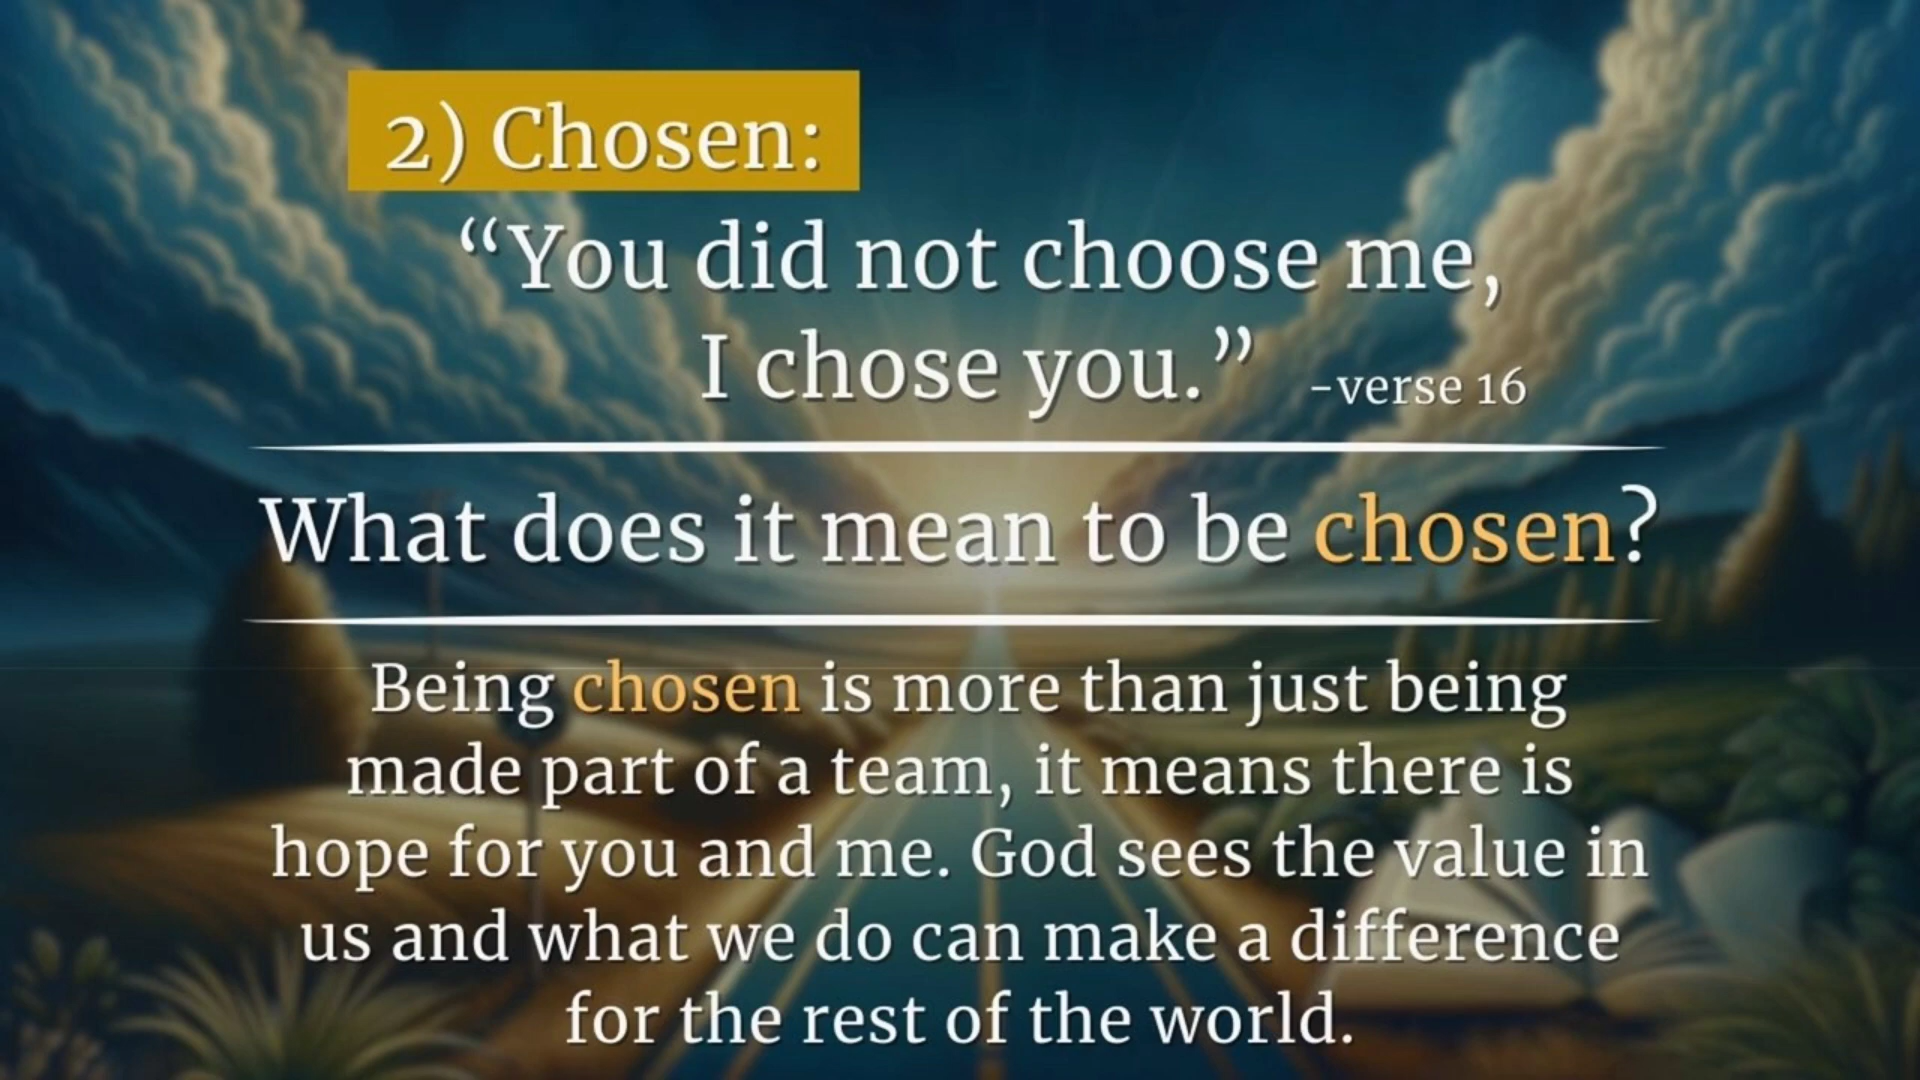 2) Chosen:
“You did not choose me,
I chose you.” -verse 16
What does it mean to be chosen?
Being chosen is more than just being
made part of a team, it means there is
hope for you and me. God sees the value in
us and what we do can make a difference
for the rest of the world.